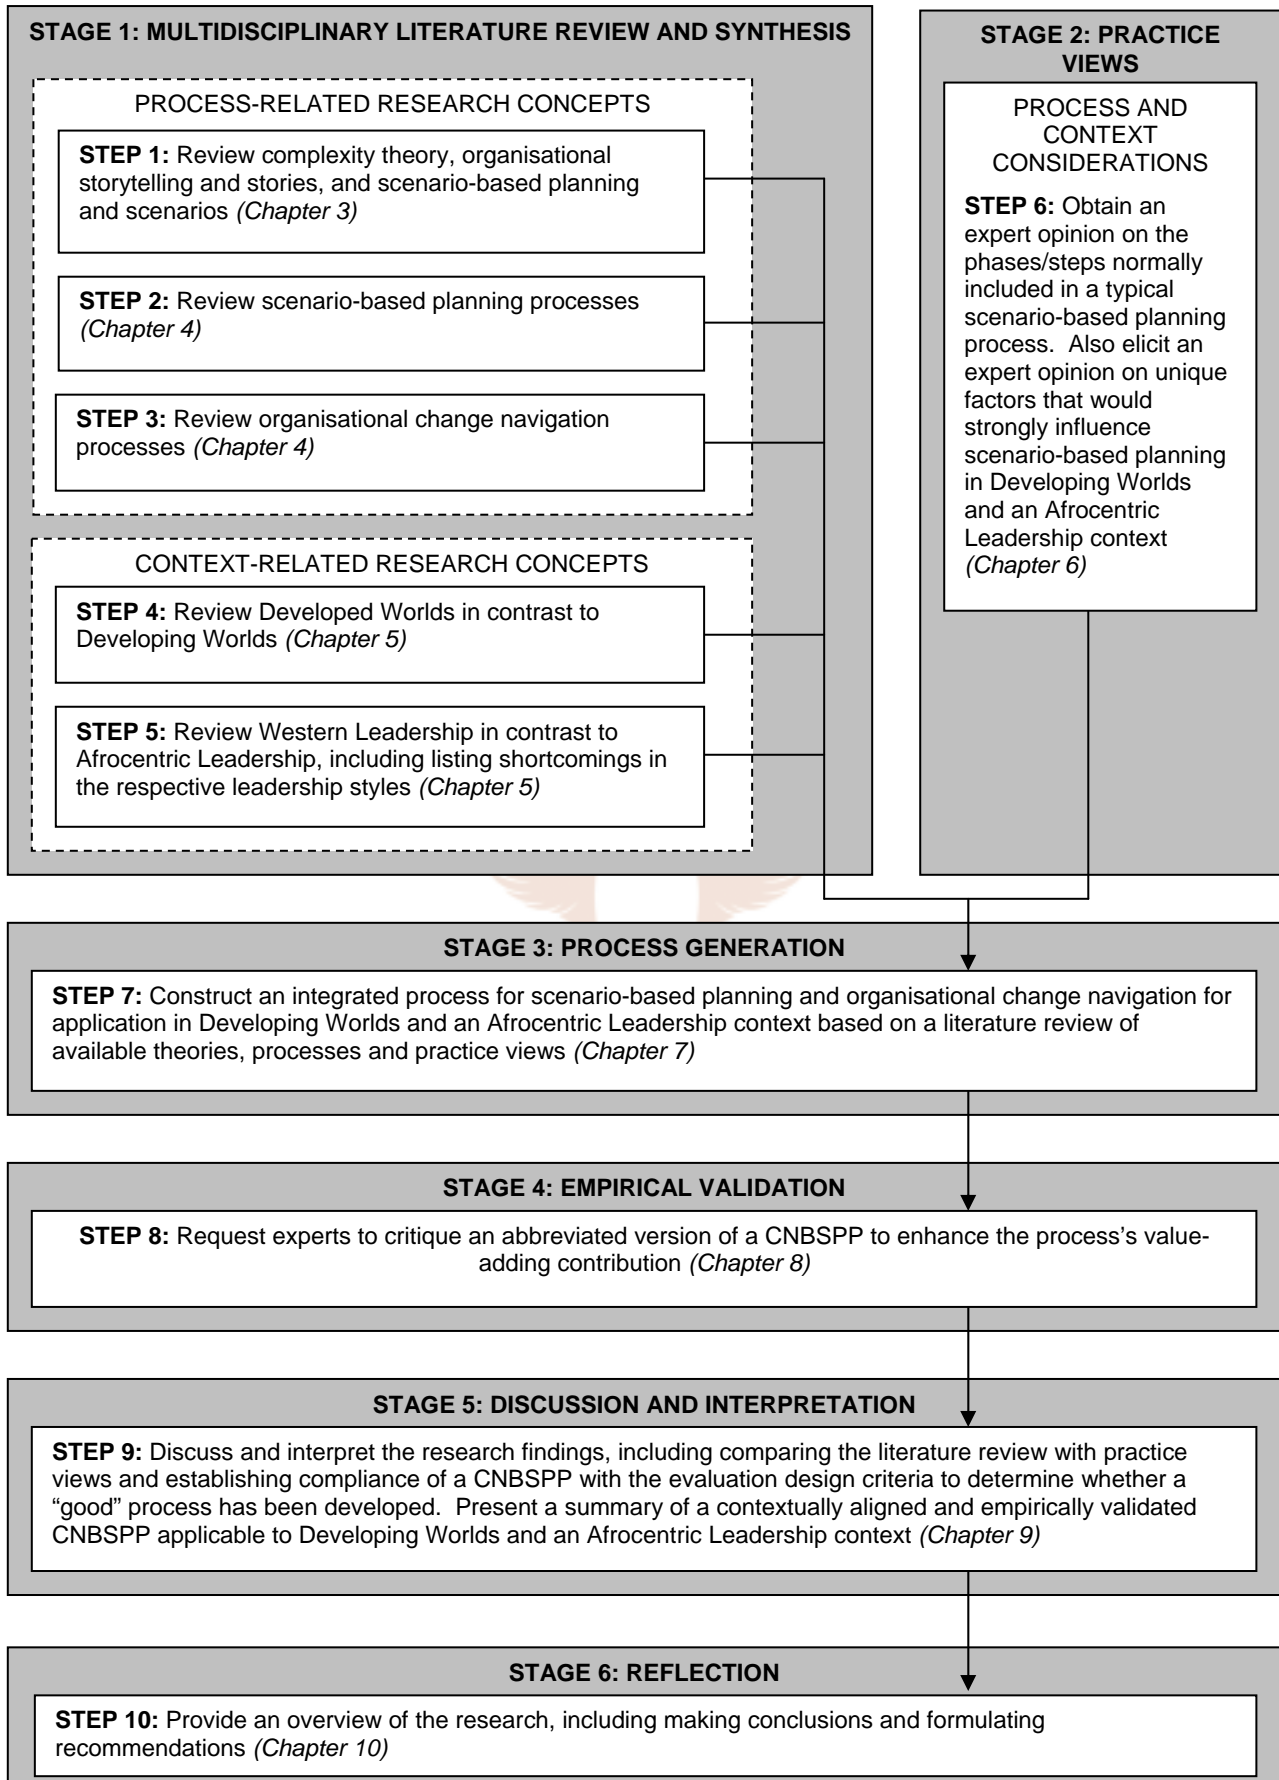 STAGE 1: MULTIDISCIPLINARY LITERATURE REVIEW AND SYNTHESIS
PROCESS-RELATED RESEARCH CONCEPTS
STEP 1: Review complexity theory, organisational
storytelling and stories, and scenario-based planning
and scenarios (Chapter 3)
STEP 2: Review scenario-based planning processes
(Chapter 4)
STEP 3: Review organisational change navigation
processes (Chapter 4)
CONTEXT-RELATED RESEARCH CONCEPTS
STEP 4: Review Developed Worlds in contrast to
Developing Worlds (Chapter 5)
STEP 5: Review Western Leadership in contrast to
Afrocentric Leadership, including listing shortcomings in
the respective leadership styles (Chapter 5)
STAGE 2: PRACTICE
VIEWS
PROCESS AND
CONTEXT
CONSIDERATIONS
STEP 6: Obtain an
expert opinion on the
phases/steps normally
included in a typical
scenario-based planning
process.  Also elicit an
expert opinion on unique
factors that would
strongly influence
scenario-based planning
in Developing Worlds
and an Afrocentric
Leadership context
(Chapter 6)
STAGE 3: PROCESS GENERATION
STEP 7: Construct an integrated process for scenario-based planning and organisational change navigation for
application in Developing Worlds and an Afrocentric Leadership context based on a literature review of
available theories, processes and practice views (Chapter 7)
STAGE 4: EMPIRICAL VALIDATION
STEP 8: Request experts to critique an abbreviated version of a CNBSPP to enhance the process's value-
adding contribution (Chapter 8)
STAGE 5: DISCUSSION AND INTERPRETATION
STEP 9: Discuss and interpret the research findings, including comparing the literature review with practice
views and establishing compliance of a CNBSPP with the evaluation design criteria to determine whether a
“good” process has been developed.  Present a summary of a contextually aligned and empirically validated
CNBSPP applicable to Developing Worlds and an Afrocentric Leadership context (Chapter 9)
STAGE 6: REFLECTION
STEP 10: Provide an overview of the research, including making conclusions and formulating
recommendations (Chapter 10)